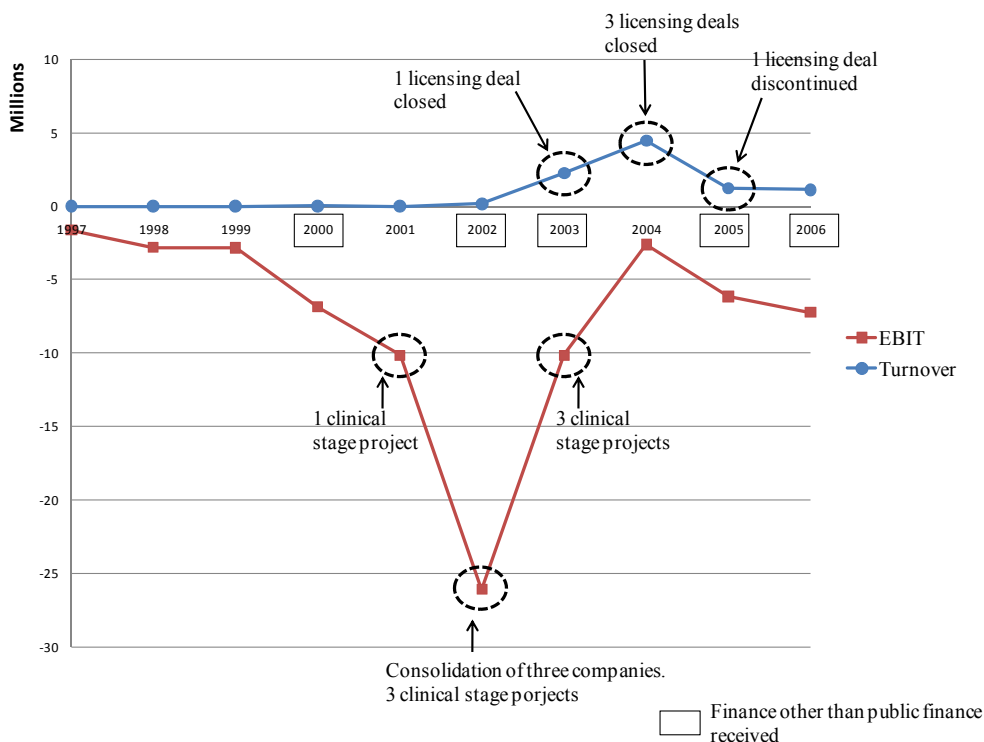 3 licensing deals
closed
1 licensing deal
closed
1 licensing deal
discontinued
Millions
10
5
0
-5
-10
-15
-20
-25
-30
1997 1998 1999 2000 2001 2002 2003 2004 2005 2006
EBIT
Turnover
1 clinical
stage project
3 clinical
stage projects
Consolidation of three companies.
3 clinical stage porjects
Finance other than public finance
received